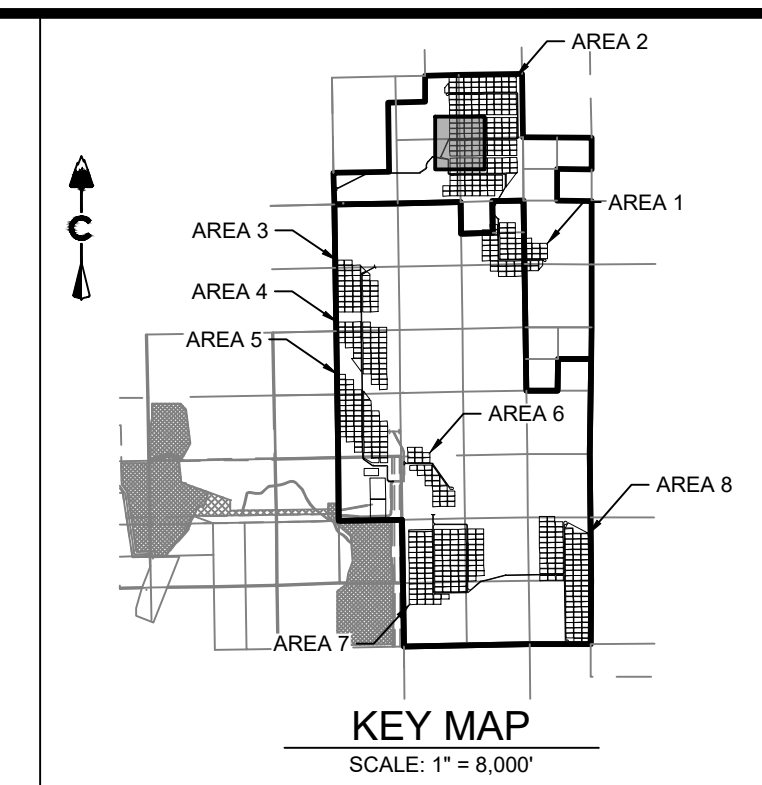 AREA 2
AREA 1
AREA 3
AREA 4
AREA 5
AREA 6
AREA 8
AREA 7
C
KEY MAP
SCALE: 1" = 8,000'